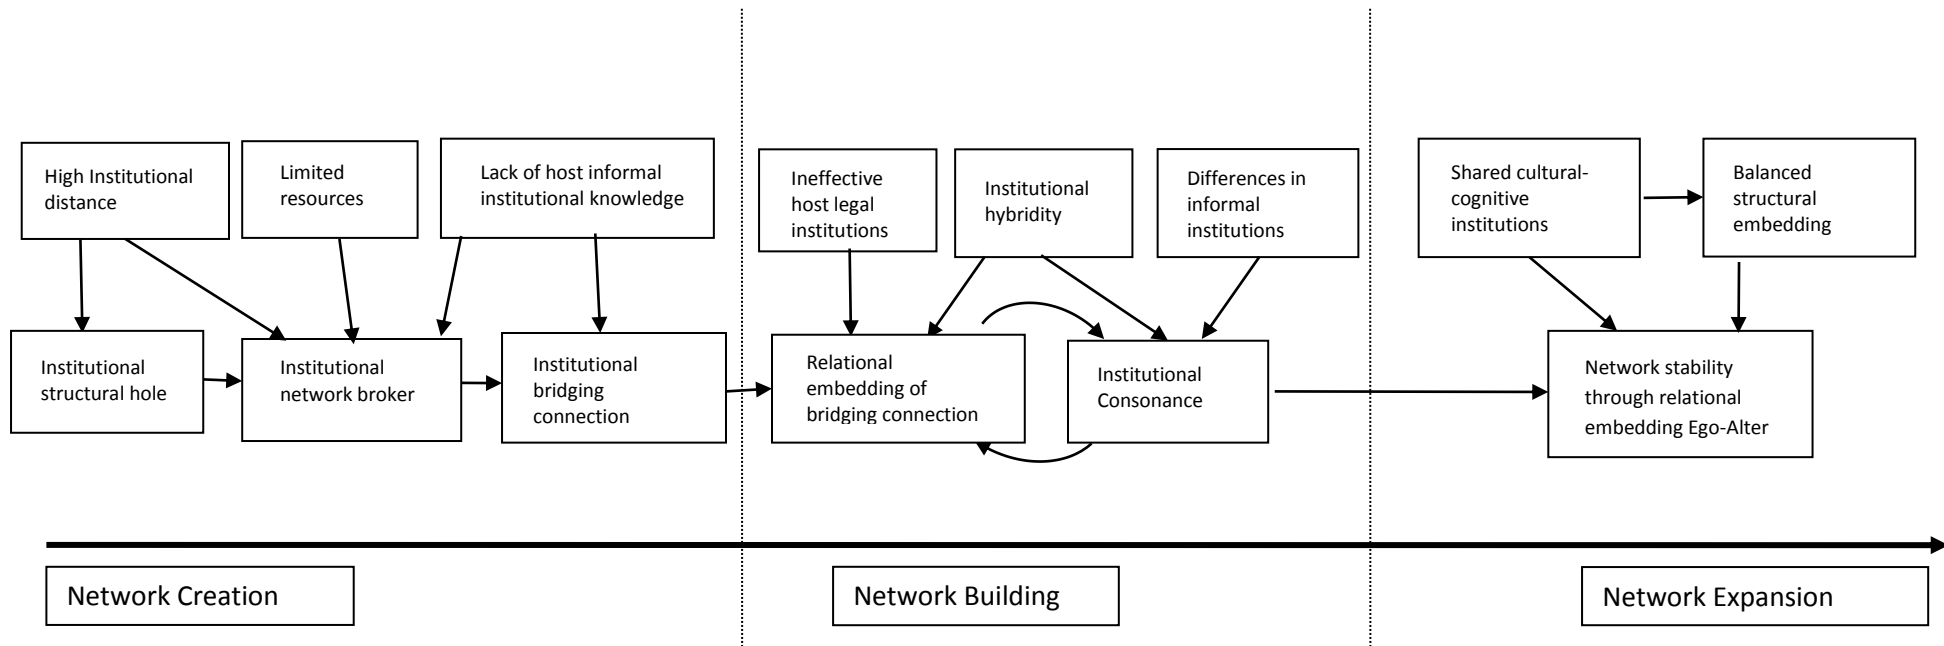 High Institutional
distance
Limited
resources
Lack of host informal
institutional knowledge
Institutional
structural hole
Institutional
network broker
Institutional
bridging
connection
Ineffective
host legal
institutions
Institutional
hybridity
Differences in
informal
institutions
Relational
embedding of
bridging connection
Institutional
Consonance
Shared cultural-
cognitive
institutions
Balanced
structural
embedding
Network stability
through relational
embedding Ego-Alter
Network Creation
Network Building
Network Expansion